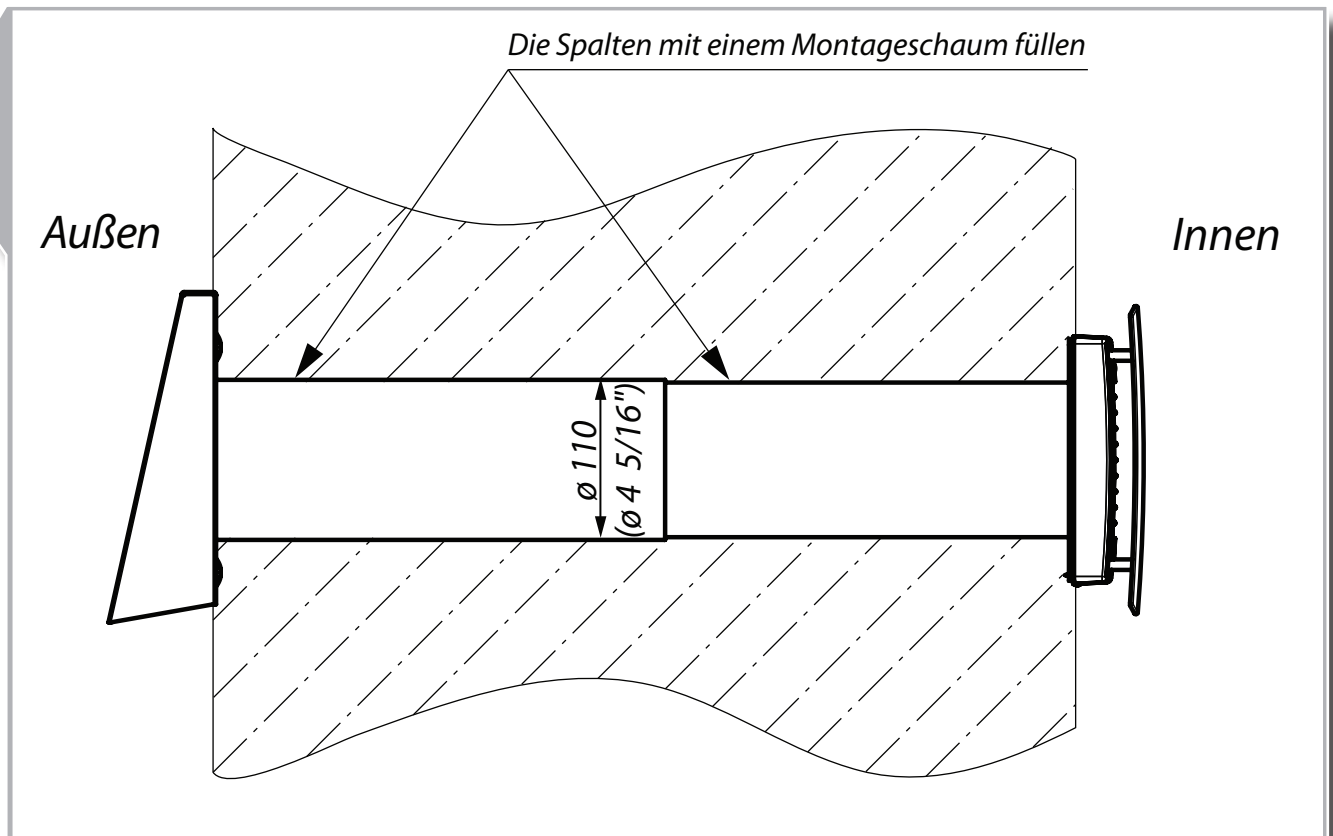 Die Spalten mit einem Montageschaum füllen
Außen
Innen
ø 110
(ø 4 5/16")